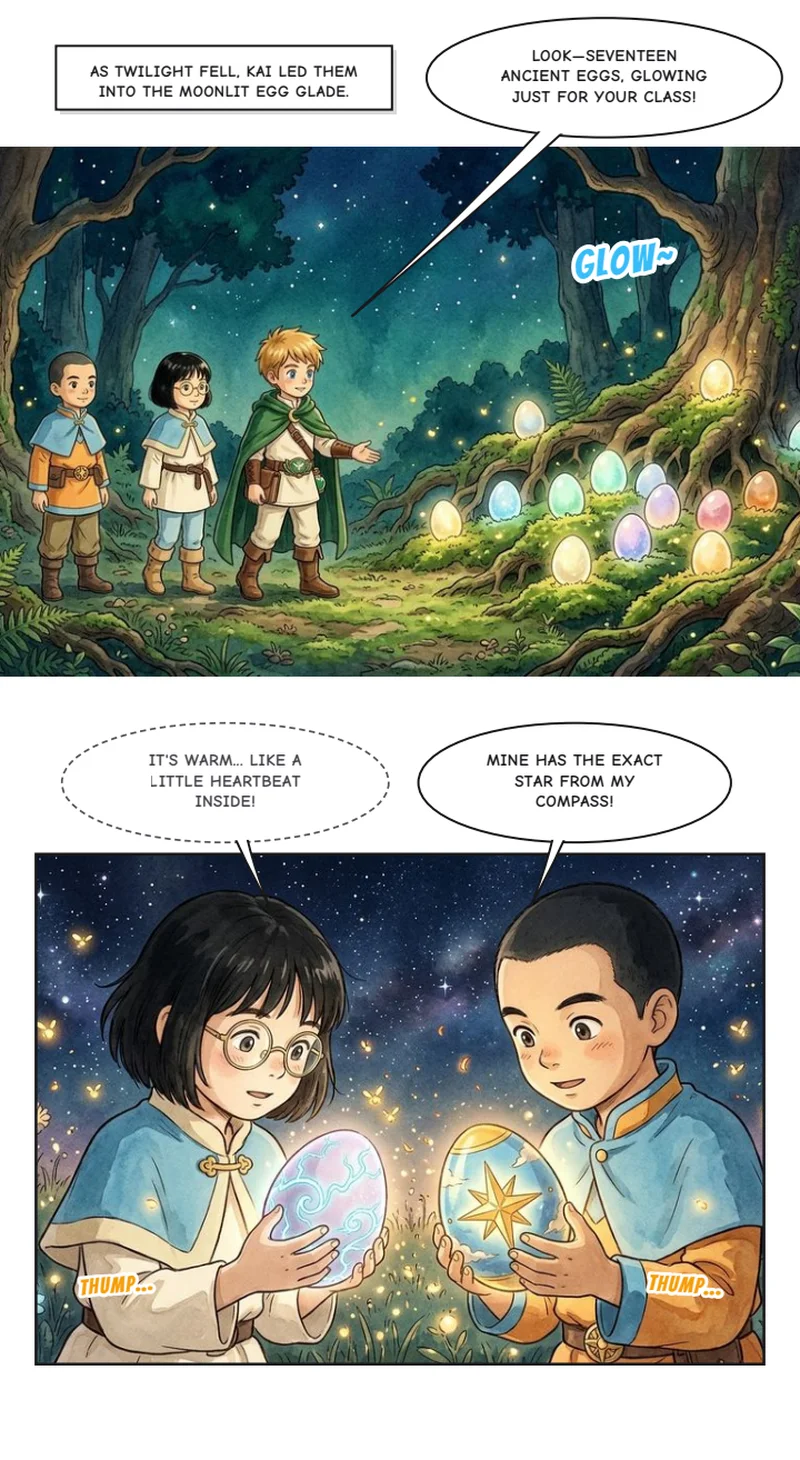 AS TWILIGHT FELL, KAI LED THEM
INTO THE MOONLIT EGG GLADE.
LOOK—SEVENTEEN
ANCIENT EGGS, GLOWING
JUST FOR YOUR CLASS!
GLOW~
IT'S WARM... LIKE A
LITTLE HEARTBEAT
INSIDE!
MINE HAS THE EXACT
STAR FROM MY
COMPASS!
THUMP...
THUMP...